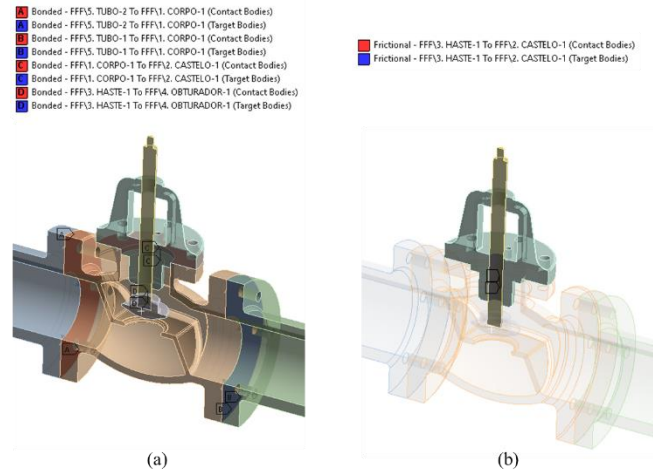 A Bonded - FFF\5. TUBO-2 To FFF\1. CORPO-1 (Contact Bodies)
A Bonded - FFF\5. TUBO-2 To FFF\1. CORPO-1 (Target Bodies)
B Bonded - FFF\5. TUBO-1 To FFF\1. CORPO-1 (Contact Bodies)
B Bonded - FFF\5. TUBO-1 To FFF\1. CORPO-1 (Target Bodies)
C Bonded - FFF\1. CORPO-1 To FFF\2. CASTELO-1 (Contact Bodies)
C Bonded - FFF\1. CORPO-1 To FFF\2. CASTELO-1 (Target Bodies)
D Bonded - FFF\3. HASTE-1 To FFF\4. OBTURADOR-1 (Contact Bodies)
D Bonded - FFF\3. HASTE-1 To FFF\4. OBTURADOR-1 (Target Bodies)
Frictional - FFF\3. HASTE-1 To FFF\2. CASTELO-1 (Contact Bodies)
Frictional - FFF\3. HASTE-1 To FFF\2. CASTELO-1 (Target Bodies)
A
C
C
D
A
B
(a)
(b)